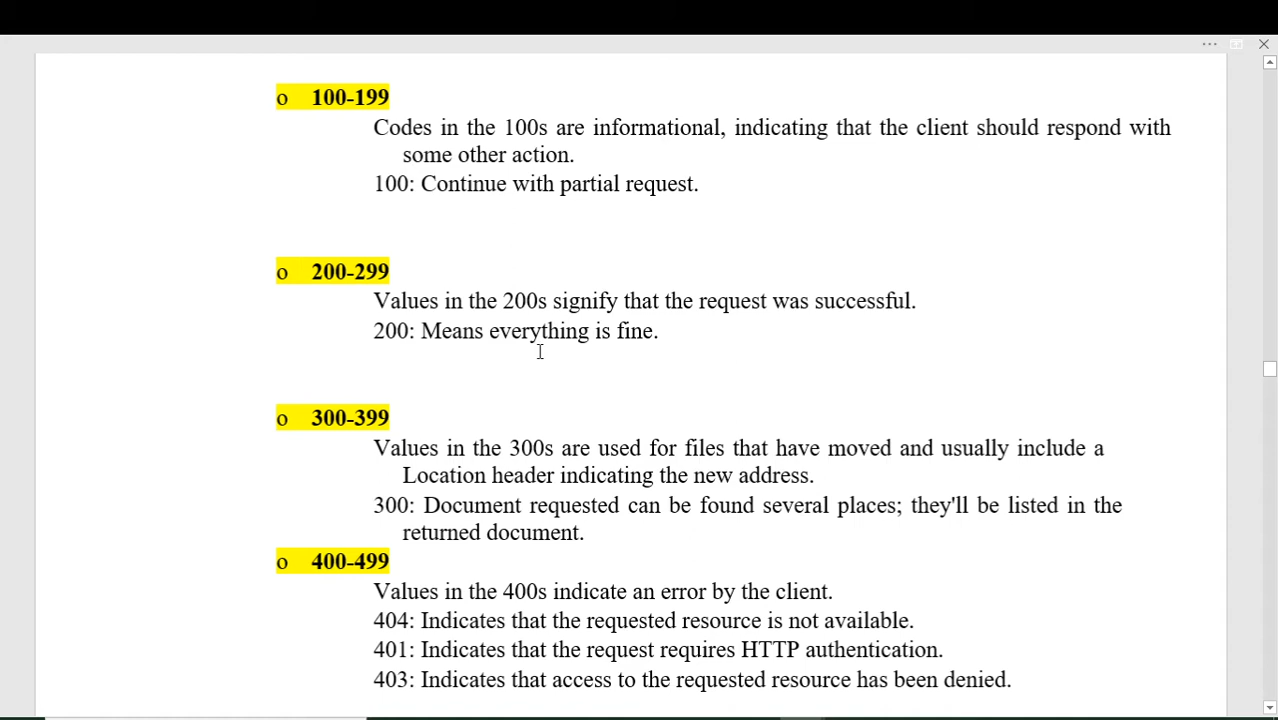 o 100-199
Codes in the 100s are informational, indicating that the client should respond with
some other action.
100: Continue with partial request.
o 200-299
Values in the 200s signify that the request was successful.
200: Means everything is fine.
o 300-399
Values in the 300s are used for files that have moved and usually include a
Location header indicating the new address.
300: Document requested can be found several places; they'll be listed in the
returned document.
o 400-499
Values in the 400s indicate an error by the client.
404: Indicates that the requested resource is not available.
401: Indicates that the request requires HTTP authentication.
403: Indicates that access to the requested resource has been denied.